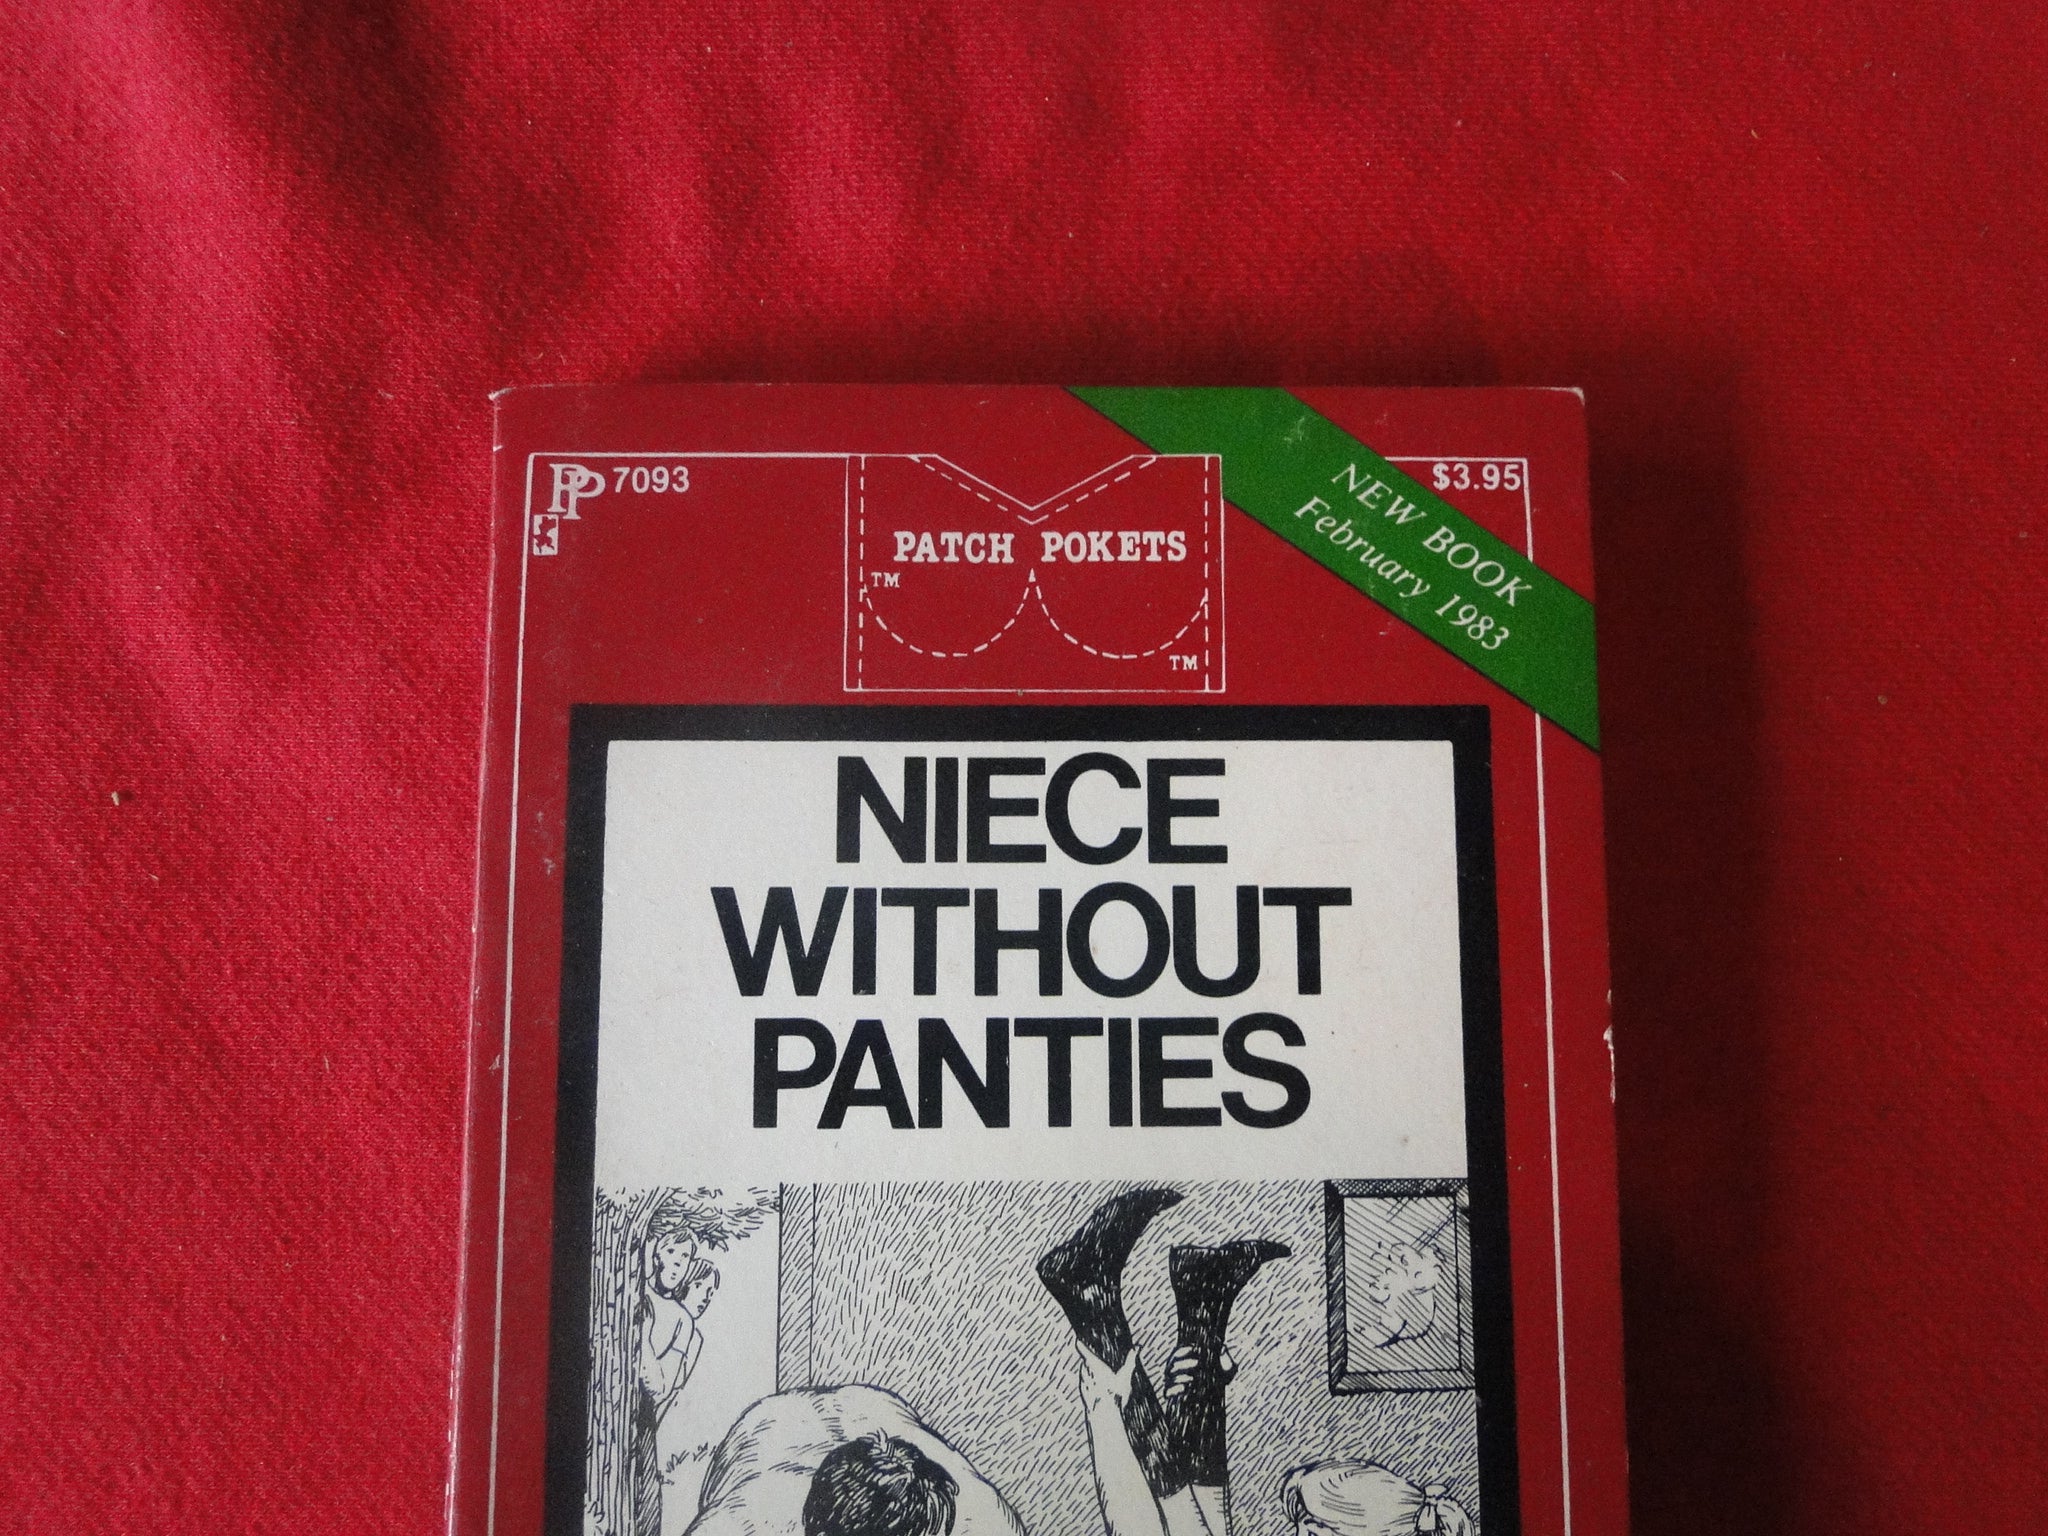 PP 7093
$3.95
PATCH POKETS
TM
TM
NEW BOOK
February 1983
NIECE
WITHOUT
PANTIES